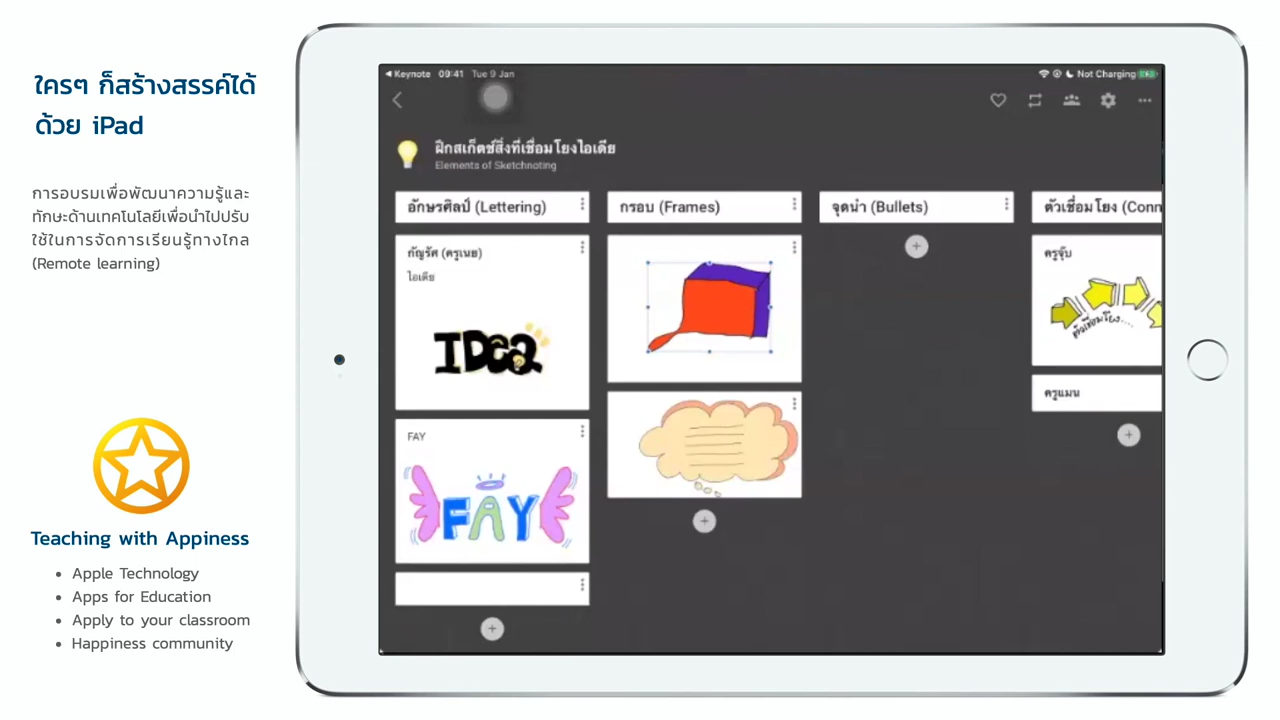 ใครๆ ก็สร้างสรรค์ได้
ด้วย iPad
การอบรมเพื่อพัฒนาความรู้และ
ทักษะด้านเทคโนโลยีเพื่อนำไปปรับ
ใช้ในการจัดการเรียนรู้ทางไกล
(Remote learning)
Teaching with Appiness
• Apple Technology
• Apps for Education
• Apply to your classroom
• Happiness community
Keynote 09:41 Tue 9 Jan
Not Charging
ฝึกสเก็ตช์สิ่งที่เชื่อมโยงไอเดีย
Elements of Sketchnoting
อักษรศิลป์ (Lettering)
กัญรัศ (ครูเนย)
ไอเดีย
IDea
FAY
FAY
กรอบ (Frames)
จุดนำ (Bullets)
ตัวเชื่อมโยง (Conn
ครูจุ๊บ
ตัวเชื่อมโยง....
ครูแมน